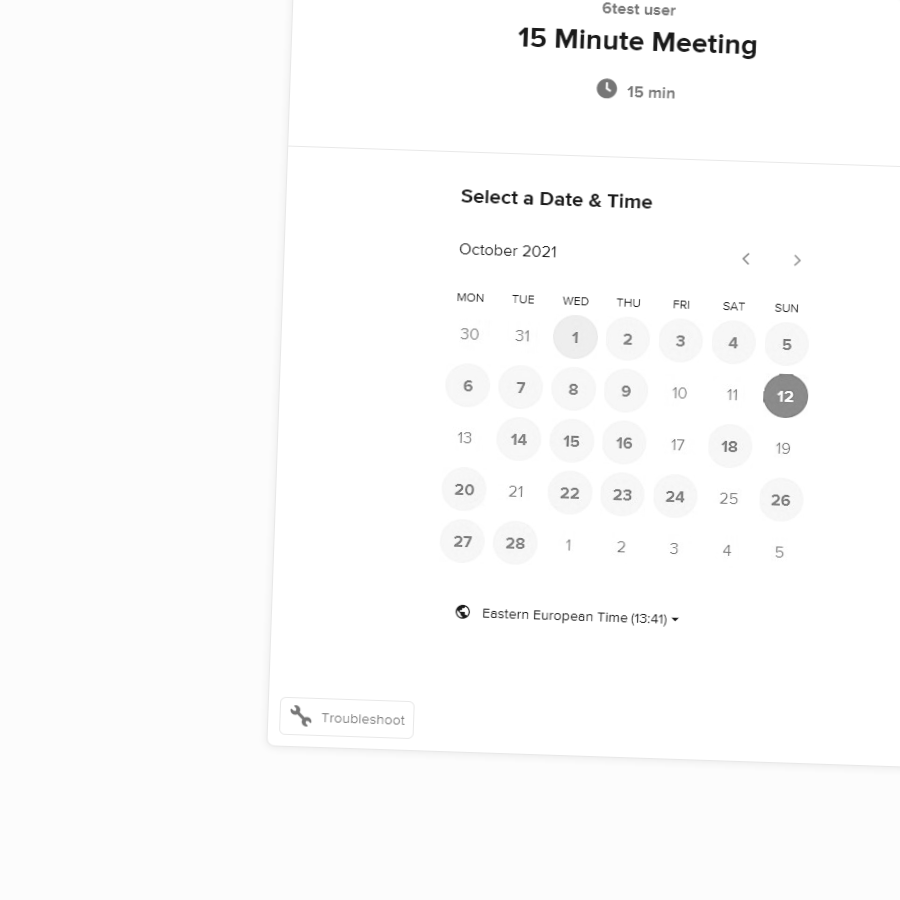 6test user
15 Minute Meeting
15 min
Select a Date & Time
October 2021
MON TUE WED THU FRI SAT SUN
30 31 1 2 3 4 5
6 7 8 9 10 11 12
13 14 15 16 17 18 19
20 21 22 23 24 25 26
27 28 1 2 3 4 5
Eastern European Time (13:41)
Troubleshoot